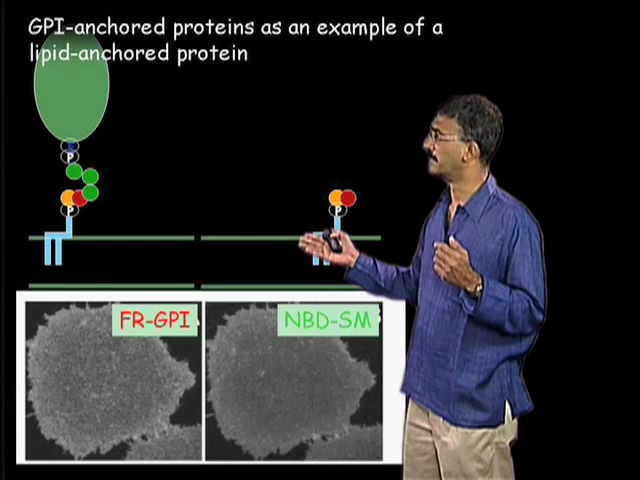 GPI-anchored proteins as an example of a
lipid-anchored protein
P
P
P
FR-GPI
NBD-SM